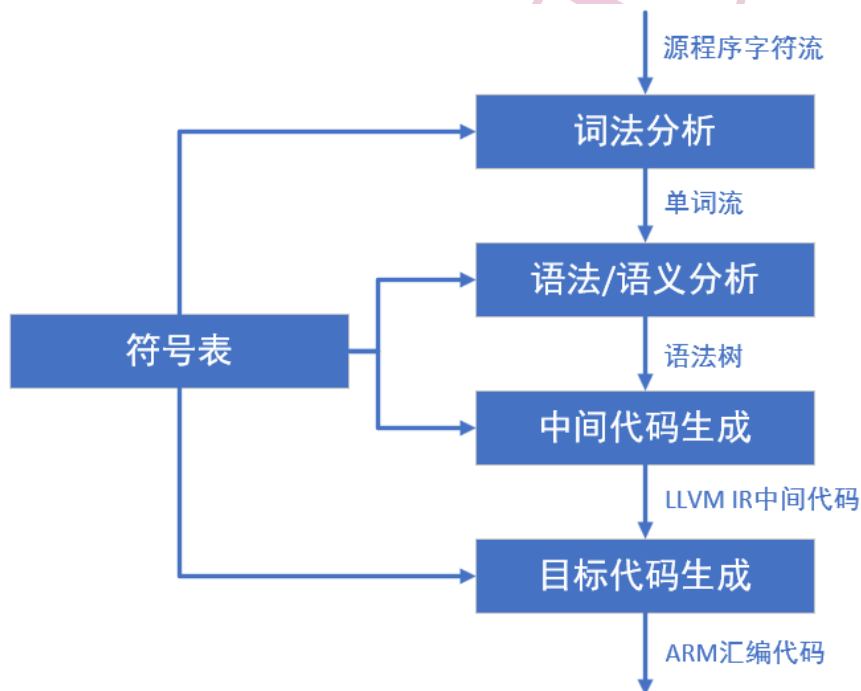 源程序字符流
词法分析
单词流
语法/语义分析
符号表
语法树
中间代码生成
LLVM IR中间代码
目标代码生成
ARM汇编代码